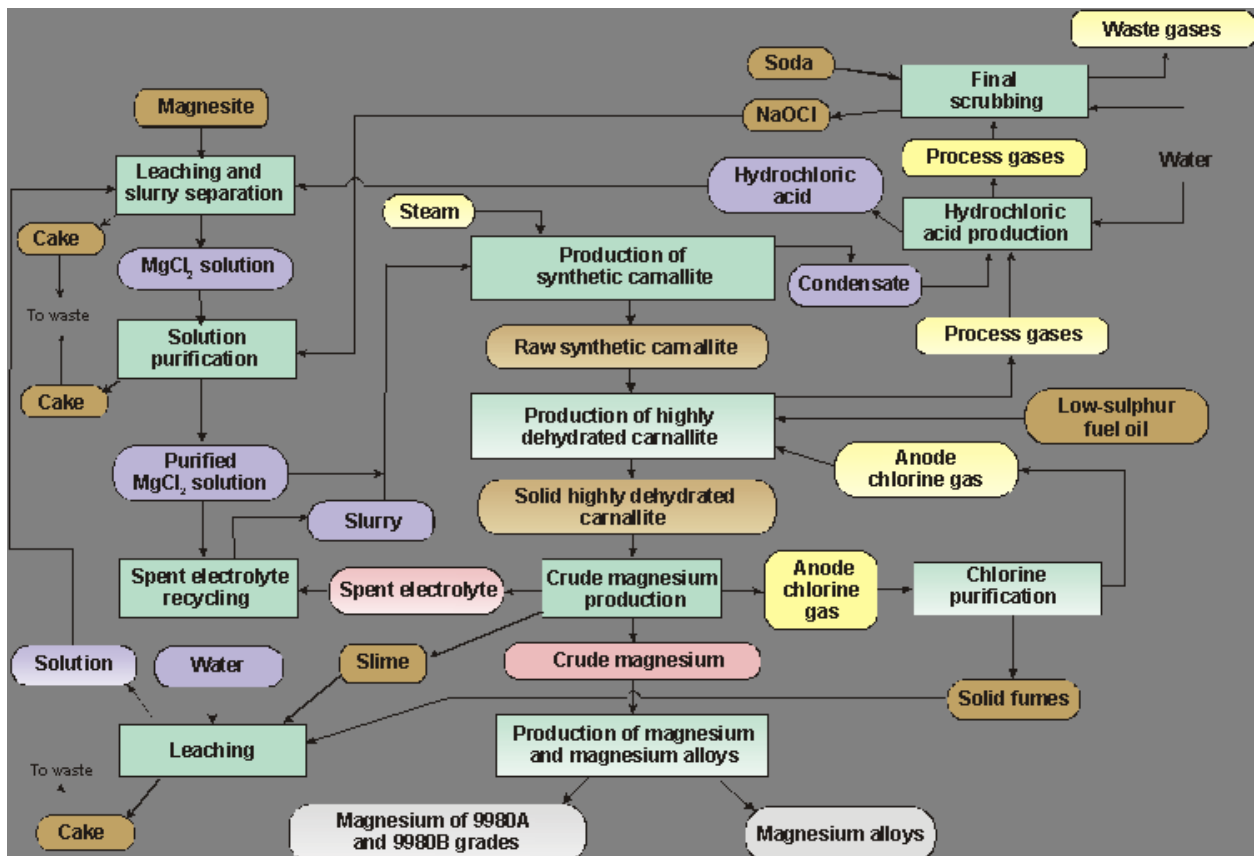 Waste gases
Soda
Final
scrubbing
Magnesite
NaOCl
Process gases
Water
Leaching and
slurry separation
Hydrochloric
acid
Steam
Hydrochloric
acid production
Cake
MgCl₂ solution
Production of
synthetic carnallite
Condensate
To waste
Solution
purification
Raw synthetic carnallite
Process gases
Cake
Production of highly
dehydrated carnallite
Low-sulphur
fuel oil
Purified
MgCl₂ solution
Anode
chlorine gas
Solid highly dehydrated
carnallite
Slurry
Spent electrolyte
recycling
Spent electrolyte
Crude magnesium
production
Anode
chlorine
gas
Chlorine
purification
Solution
Water
Slime
Crude magnesium
Solid fumes
Leaching
Production of magnesium
and magnesium alloys
To waste
Cake
Magnesium of 9980A
and 9980B grades
Magnesium alloys